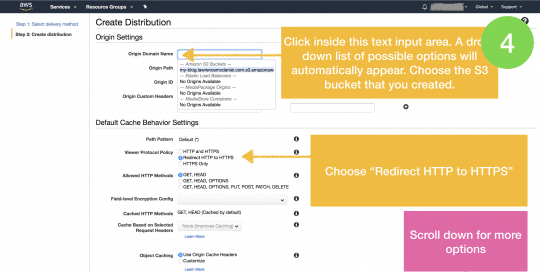 aws
Services
Resource Groups
Global
Support
Step 1: Select delivery method
Step 2: Create distribution
Create Distribution
Origin Settings
Origin Domain Name
— Amazon S3 Buckets —
my-blog.lawrencemcdaniel.com.s3.amazonaw
— Elastic Load Balancers —
No Origins Available
— MediaPackage Origins —
No Origins Available
— MediaStore Containers —
No Origins Available
Origin Path
Origin ID
Origin Custom Headers
Click inside this text input area. A drop
down list of possible options will
automatically appear. Choose the S3
bucket that you created.
4
Default Cache Behavior Settings
Path Pattern
Default (*)
Viewer Protocol Policy
HTTP and HTTPS
Redirect HTTP to HTTPS
HTTPS Only
Choose “Redirect HTTP to HTTPS”
Allowed HTTP Methods
GET, HEAD
GET, HEAD, OPTIONS
GET, HEAD, OPTIONS, PUT, POST, PATCH, DELETE
Field-level Encryption Config
Cached HTTP Methods
GET, HEAD (Cached by default)
Cache Based on Selected
Request Headers
None (Improves Caching)
Learn More
Object Caching
Use Origin Cache Headers
Customize
Learn More
Scroll down for more
options